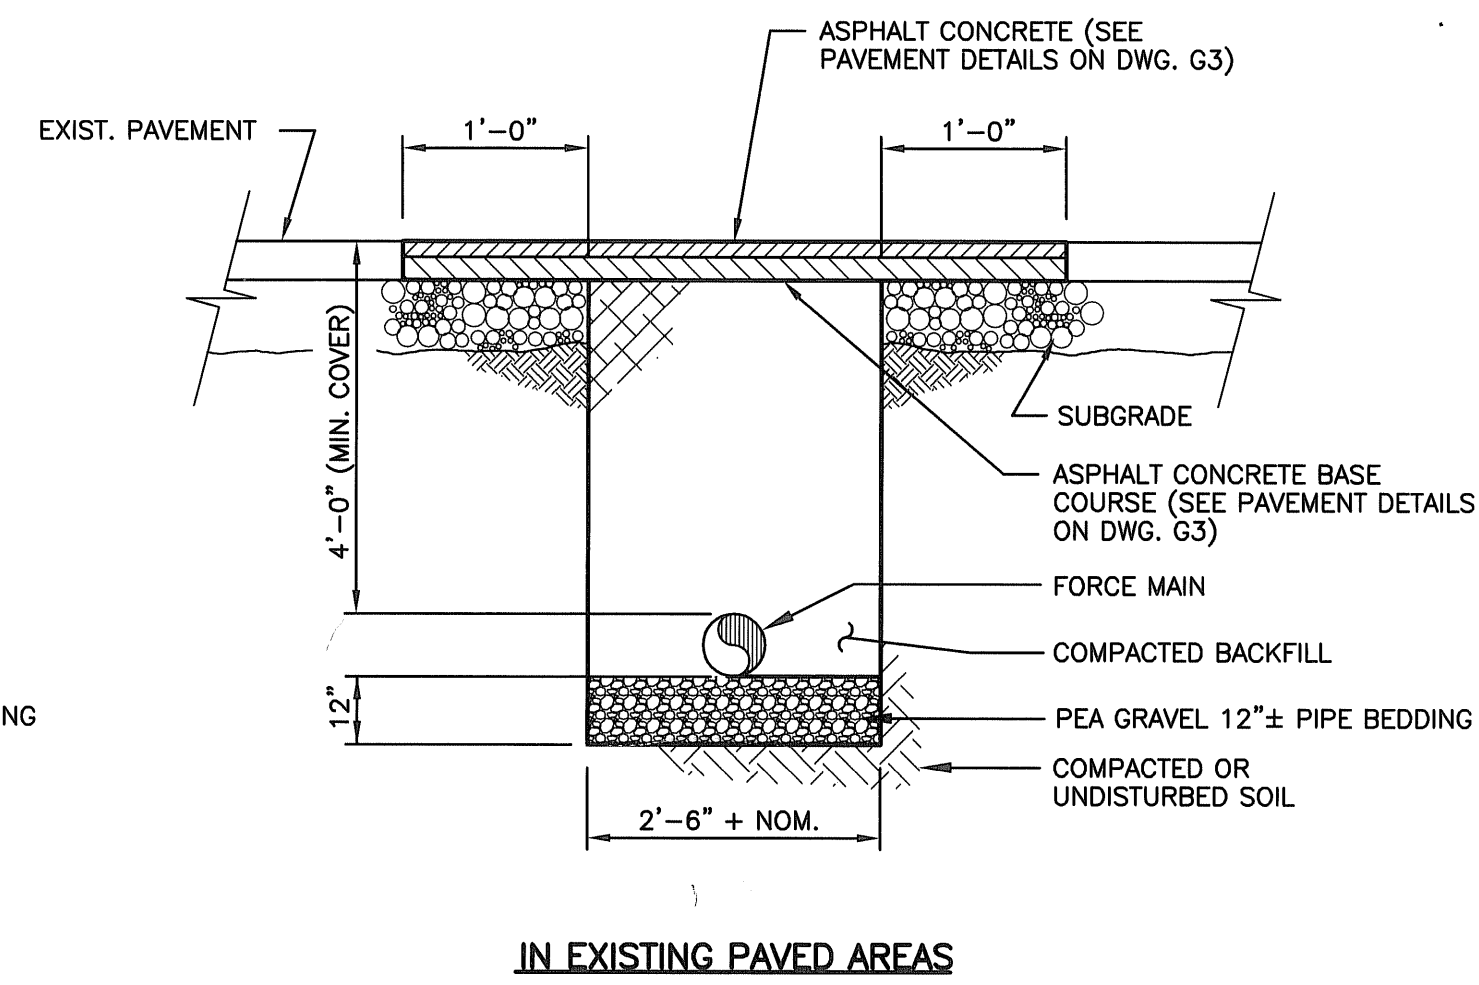 ASPHALT CONCRETE (SEE
PAVEMENT DETAILS ON DWG. G3)
EXIST. PAVEMENT
1'-0"
1'-0"
4'-0" (MIN. COVER)
SUBGRADE
ASPHALT CONCRETE BASE
COURSE (SEE PAVEMENT DETAILS
ON DWG. G3)
FORCE MAIN
COMPACTED BACKFILL
12"
NG
PEA GRAVEL 12"± PIPE BEDDING
COMPACTED OR
UNDISTURBED SOIL
2'-6" + NOM.
IN EXISTING PAVED AREAS